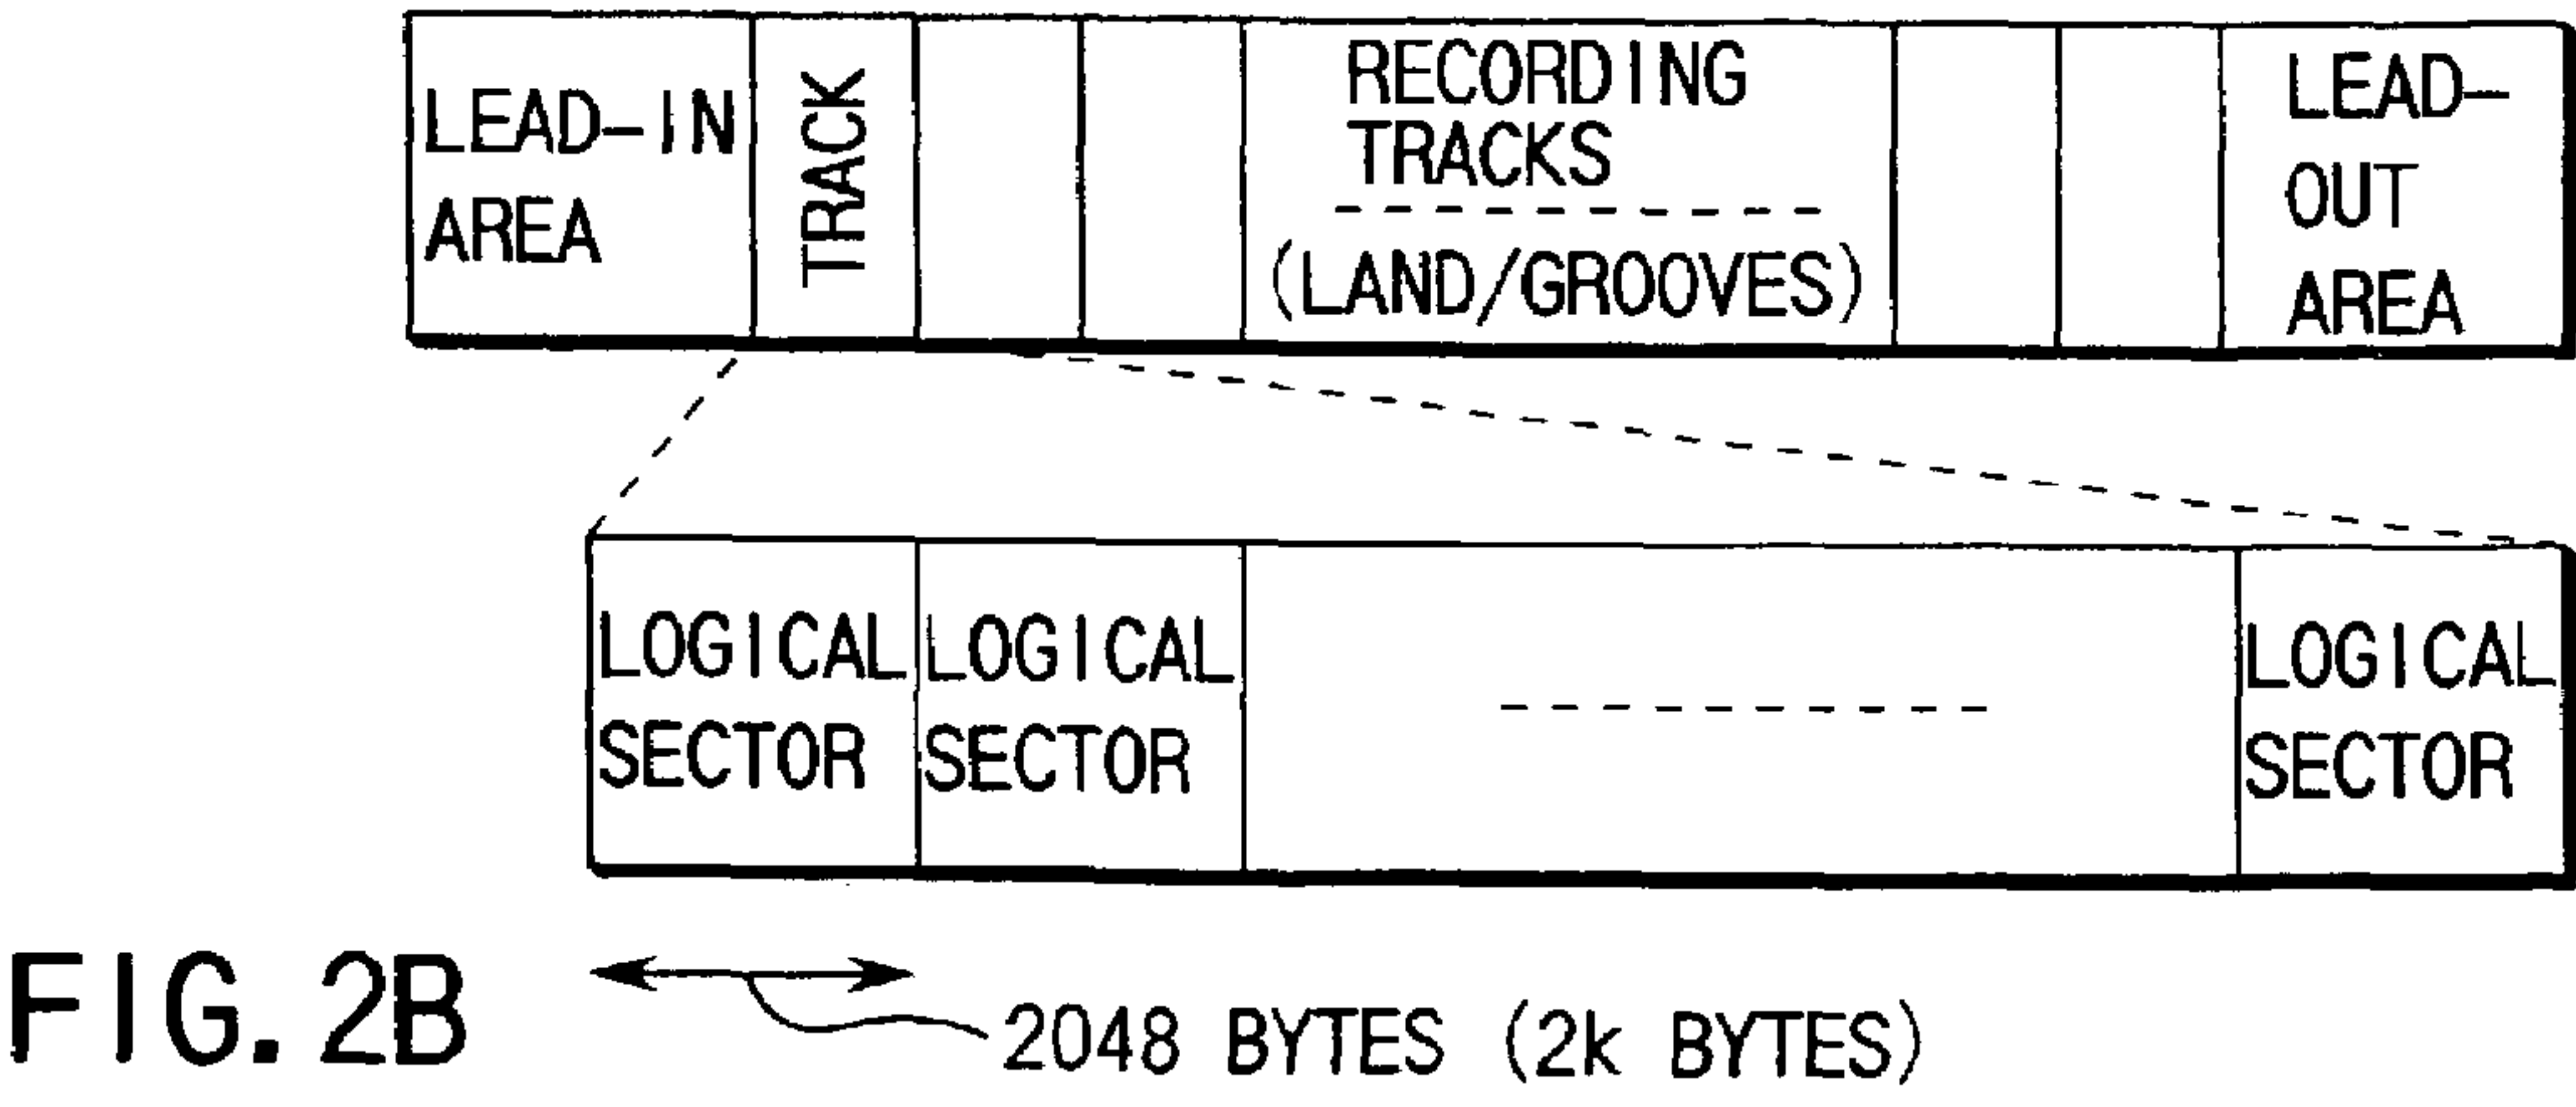 LEAD-IN
AREA
TRACK
RECORDING
TRACKS
(LAND/GROOVES)
LEAD-
OUT
AREA
LOGICAL
SECTOR
LOGICAL
SECTOR
LOGICAL
SECTOR
FIG. 2B
2048 BYTES (2k BYTES)